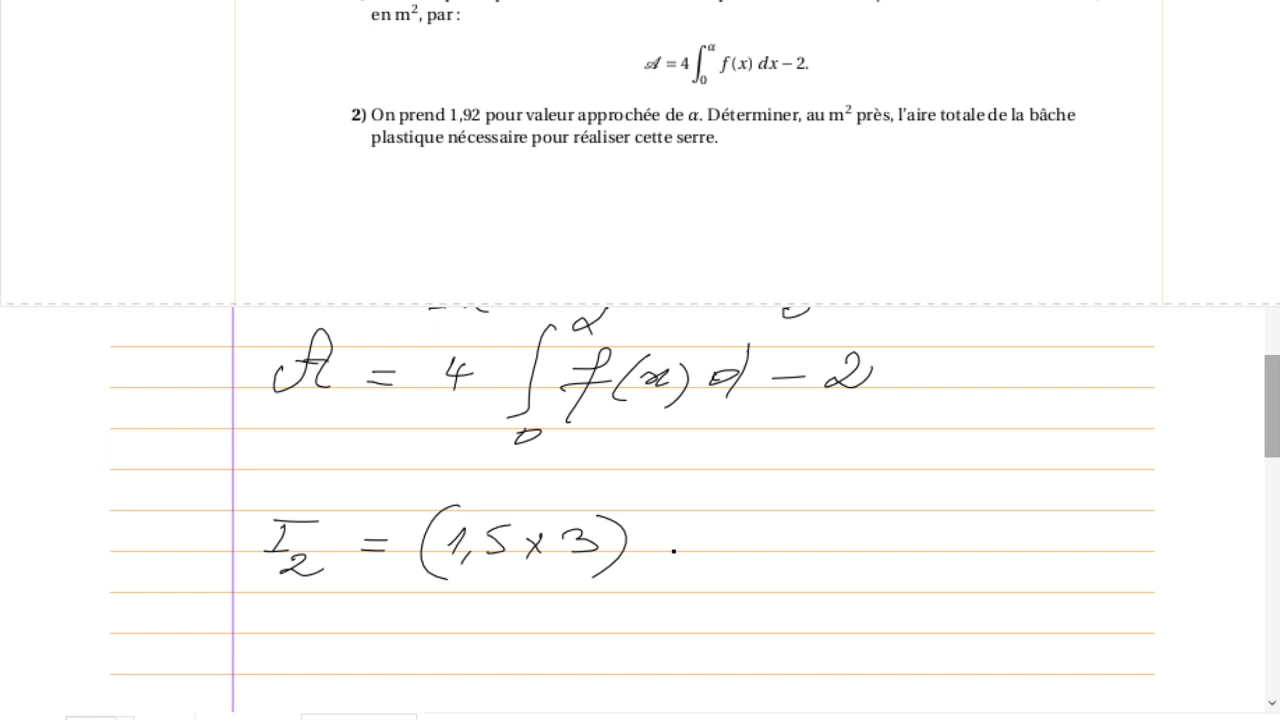 en m², par :
𝒜 = 4 ∫₀^α f(x) dx − 2.
2) On prend 1,92 pour valeur approchée de α. Déterminer, au m² près, l'aire totale de la bâche
plastique nécessaire pour réaliser cette serre.
𝒜 = 4 ∫₀^α f(x) d − 2
I₂ = (1,5 × 3) .